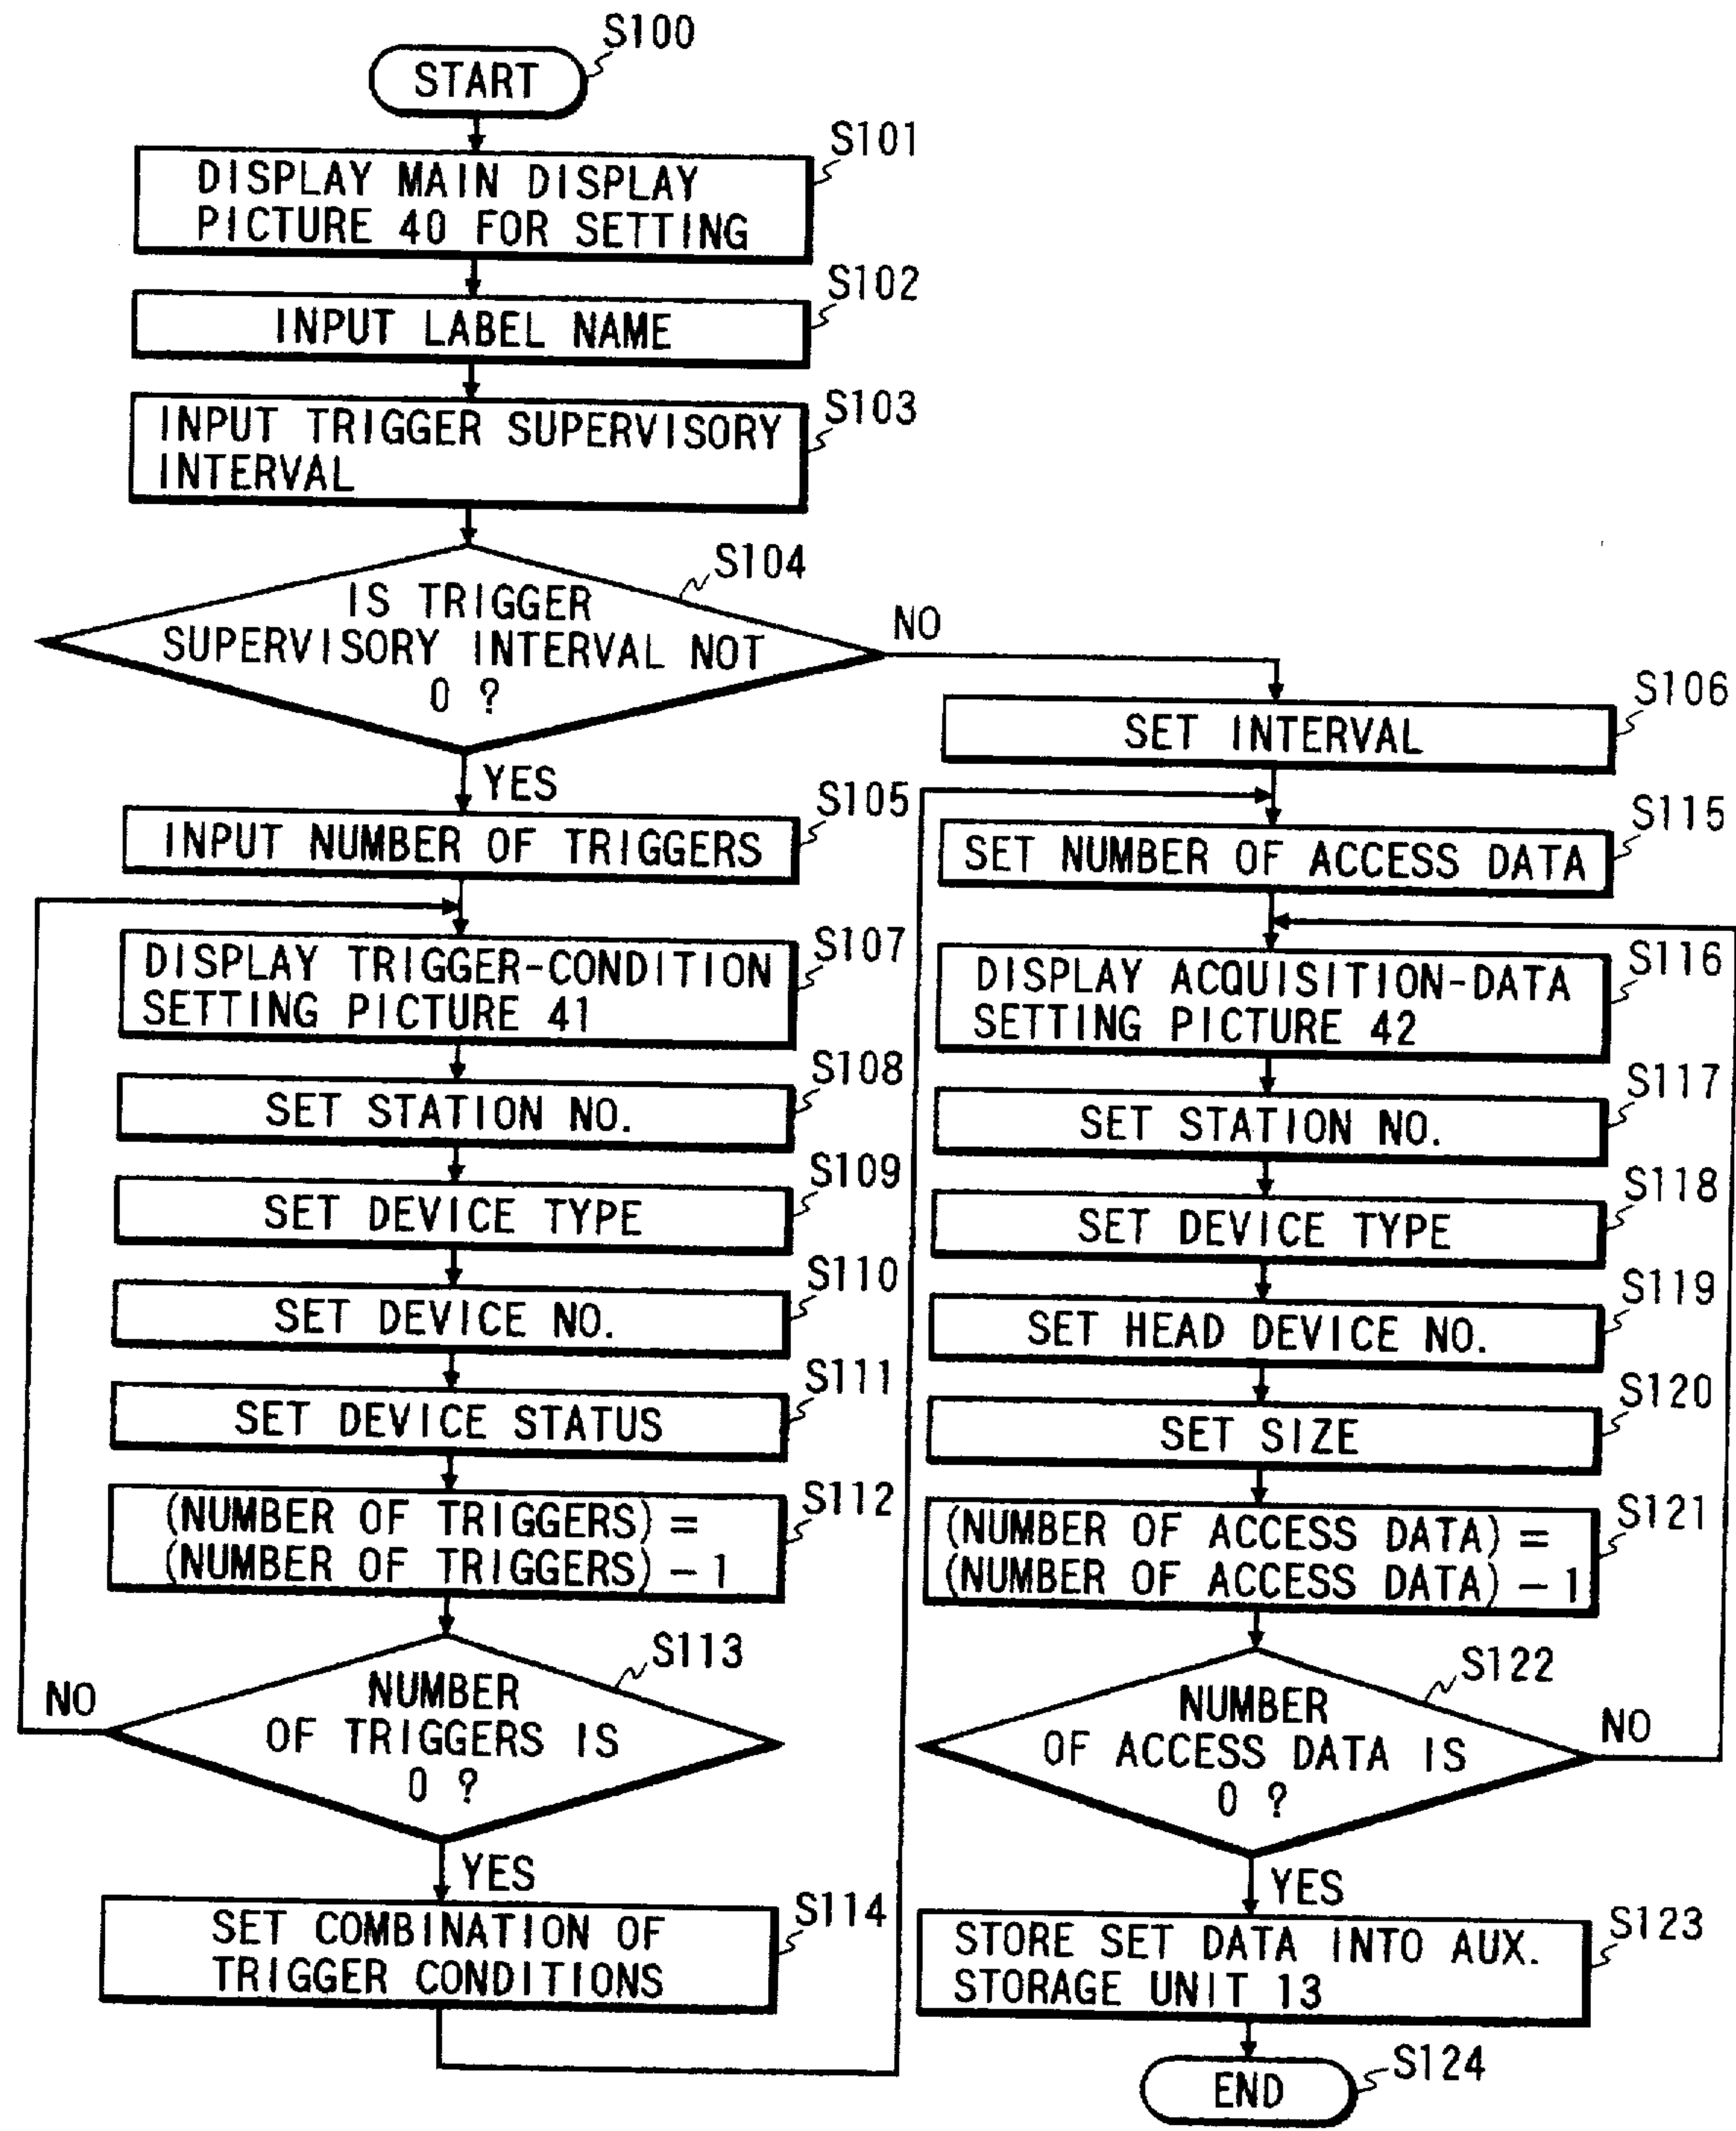 S100
START
S101
DISPLAY MAIN DISPLAY
PICTURE 40 FOR SETTING
S102
INPUT LABEL NAME
S103
INPUT TRIGGER SUPERVISORY
INTERVAL
S104
IS TRIGGER
SUPERVISORY INTERVAL NOT
0 ?
NO
YES
S105
INPUT NUMBER OF TRIGGERS
S107
DISPLAY TRIGGER-CONDITION
SETTING PICTURE 41
S108
SET STATION NO.
S109
SET DEVICE TYPE
S110
SET DEVICE NO.
S111
SET DEVICE STATUS
S112
(NUMBER OF TRIGGERS) =
(NUMBER OF TRIGGERS) - 1
S113
NUMBER
OF TRIGGERS IS
0 ?
NO
YES
S114
SET COMBINATION OF
TRIGGER CONDITIONS
S106
SET INTERVAL
S115
SET NUMBER OF ACCESS DATA
S116
DISPLAY ACQUISITION-DATA
SETTING PICTURE 42
S117
SET STATION NO.
S118
SET DEVICE TYPE
S119
SET HEAD DEVICE NO.
S120
SET SIZE
S121
(NUMBER OF ACCESS DATA) =
(NUMBER OF ACCESS DATA) - 1
S122
NUMBER
OF ACCESS DATA IS
0 ?
NO
YES
S123
STORE SET DATA INTO AUX.
STORAGE UNIT 13
S124
END